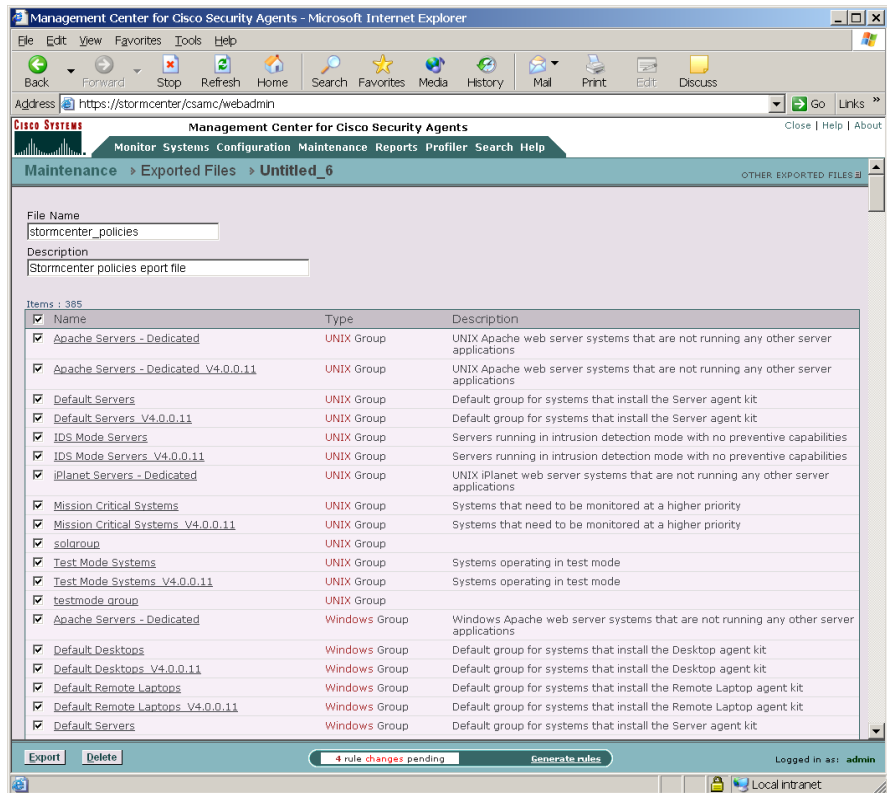 Management Center for Cisco Security Agents - Microsoft Internet Explorer
File Edit View Favorites Tools Help
Back Forward Stop Refresh Home Search Favorites Media History Mail Print Edit Discuss
Address https://stormcenter/csamc/webadmin Go Links »
CISCO SYSTEMS Management Center for Cisco Security Agents Close | Help | About
Monitor Systems Configuration Maintenance Reports Profiler Search Help
Maintenance Exported Files Untitled_6 OTHER EXPORTED FILES
File Name
stormcenter_policies
Description
Stormcenter policies eport file
Items : 385
Name Type Description
Apache Servers - Dedicated UNIX Group UNIX Apache web server systems that are not running any other server
applications
Apache Servers - Dedicated V4.0.0.11 UNIX Group UNIX Apache web server systems that are not running any other server
applications
Default Servers UNIX Group Default group for systems that install the Server agent kit
Default Servers V4.0.0.11 UNIX Group Default group for systems that install the Server agent kit
IDS Mode Servers UNIX Group Servers running in intrusion detection mode with no preventive capabilities
IDS Mode Servers V4.0.0.11 UNIX Group Servers running in intrusion detection mode with no preventive capabilities
iPlanet Servers - Dedicated UNIX Group UNIX iPlanet web server systems that are not running any other server
applications
Mission Critical Systems UNIX Group Systems that need to be monitored at a higher priority
Mission Critical Systems V4.0.0.11 UNIX Group Systems that need to be monitored at a higher priority
solgroup UNIX Group
Test Mode Systems UNIX Group Systems operating in test mode
Test Mode Systems V4.0.0.11 UNIX Group Systems operating in test mode
testmode group UNIX Group
Apache Servers - Dedicated Windows Group Windows Apache web server systems that are not running any other server
applications
Default Desktops Windows Group Default group for systems that install the Desktop agent kit
Default Desktops V4.0.0.11 Windows Group Default group for systems that install the Desktop agent kit
Default Remote Laptops Windows Group Default group for systems that install the Remote Laptop agent kit
Default Remote Laptops V4.0.0.11 Windows Group Default group for systems that install the Remote Laptop agent kit
Default Servers Windows Group Default group for systems that install the Server agent kit
Export Delete 4 rule changes pending Generate rules Logged in as: admin
Local intranet